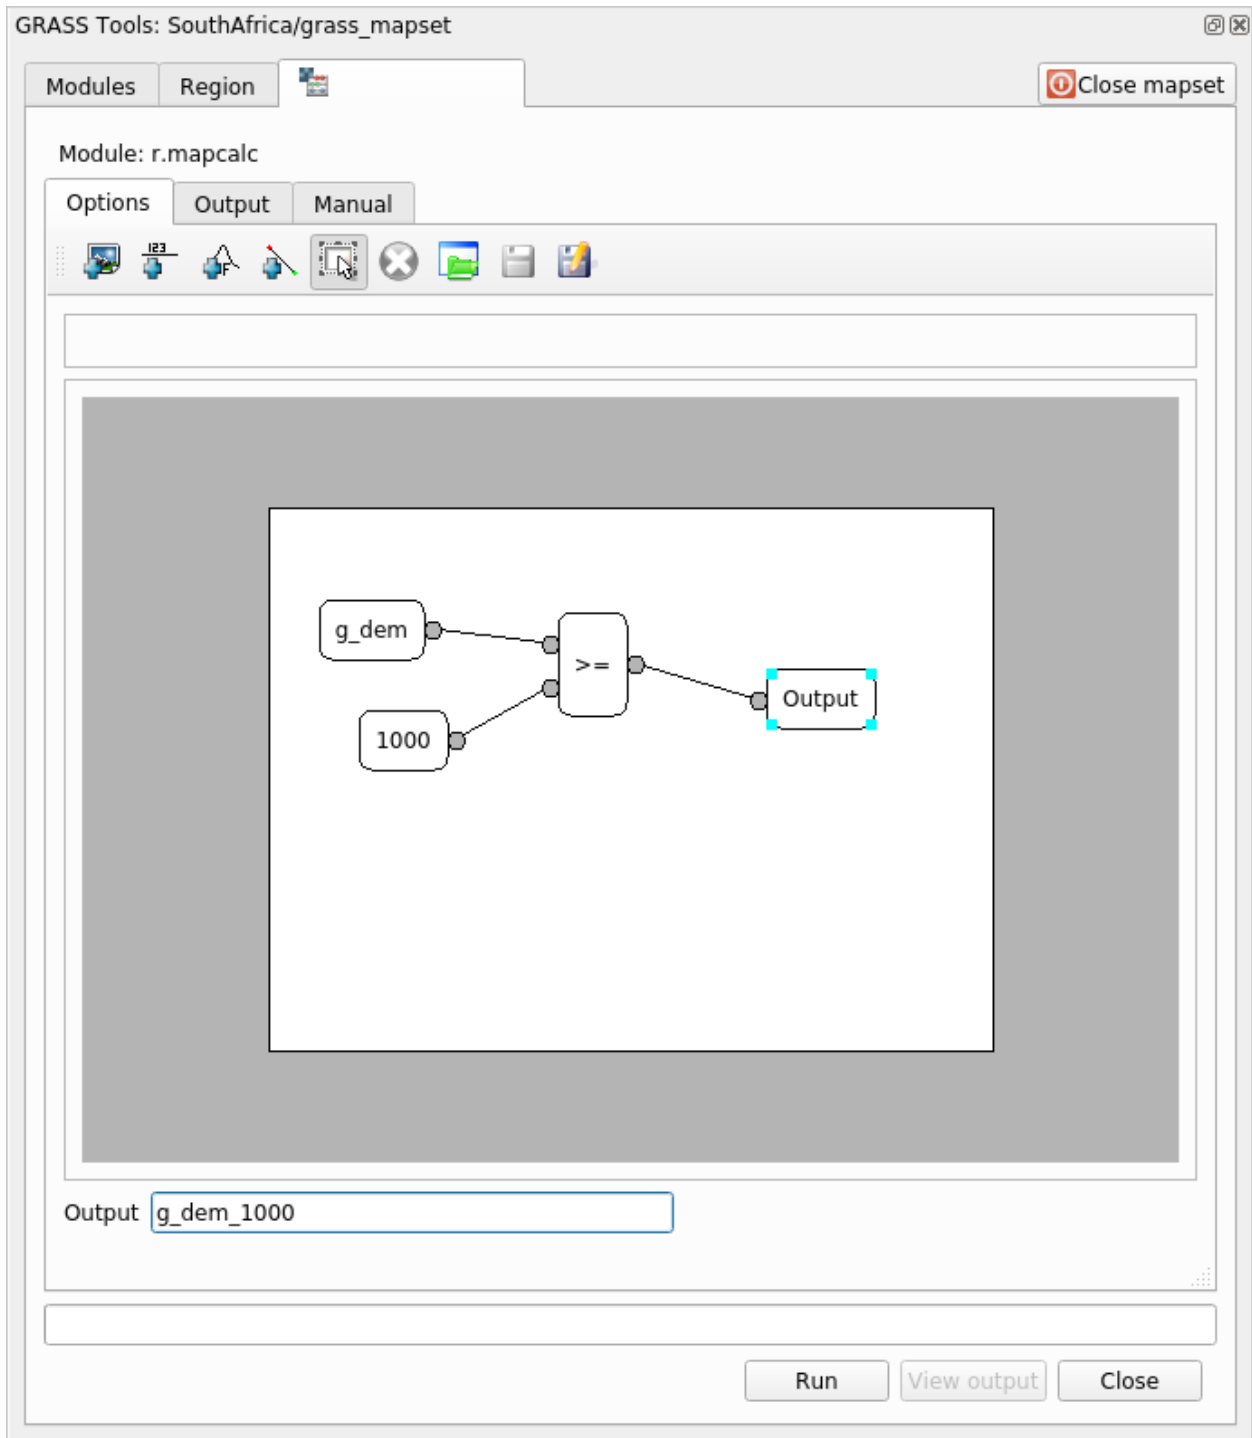 GRASS Tools: SouthAfrica/grass_mapset
Modules Region Close mapset
Module: r.mapcalc
Options Output Manual
123
F
g_dem
>=
1000
Output
Output g_dem_1000
Run View output Close